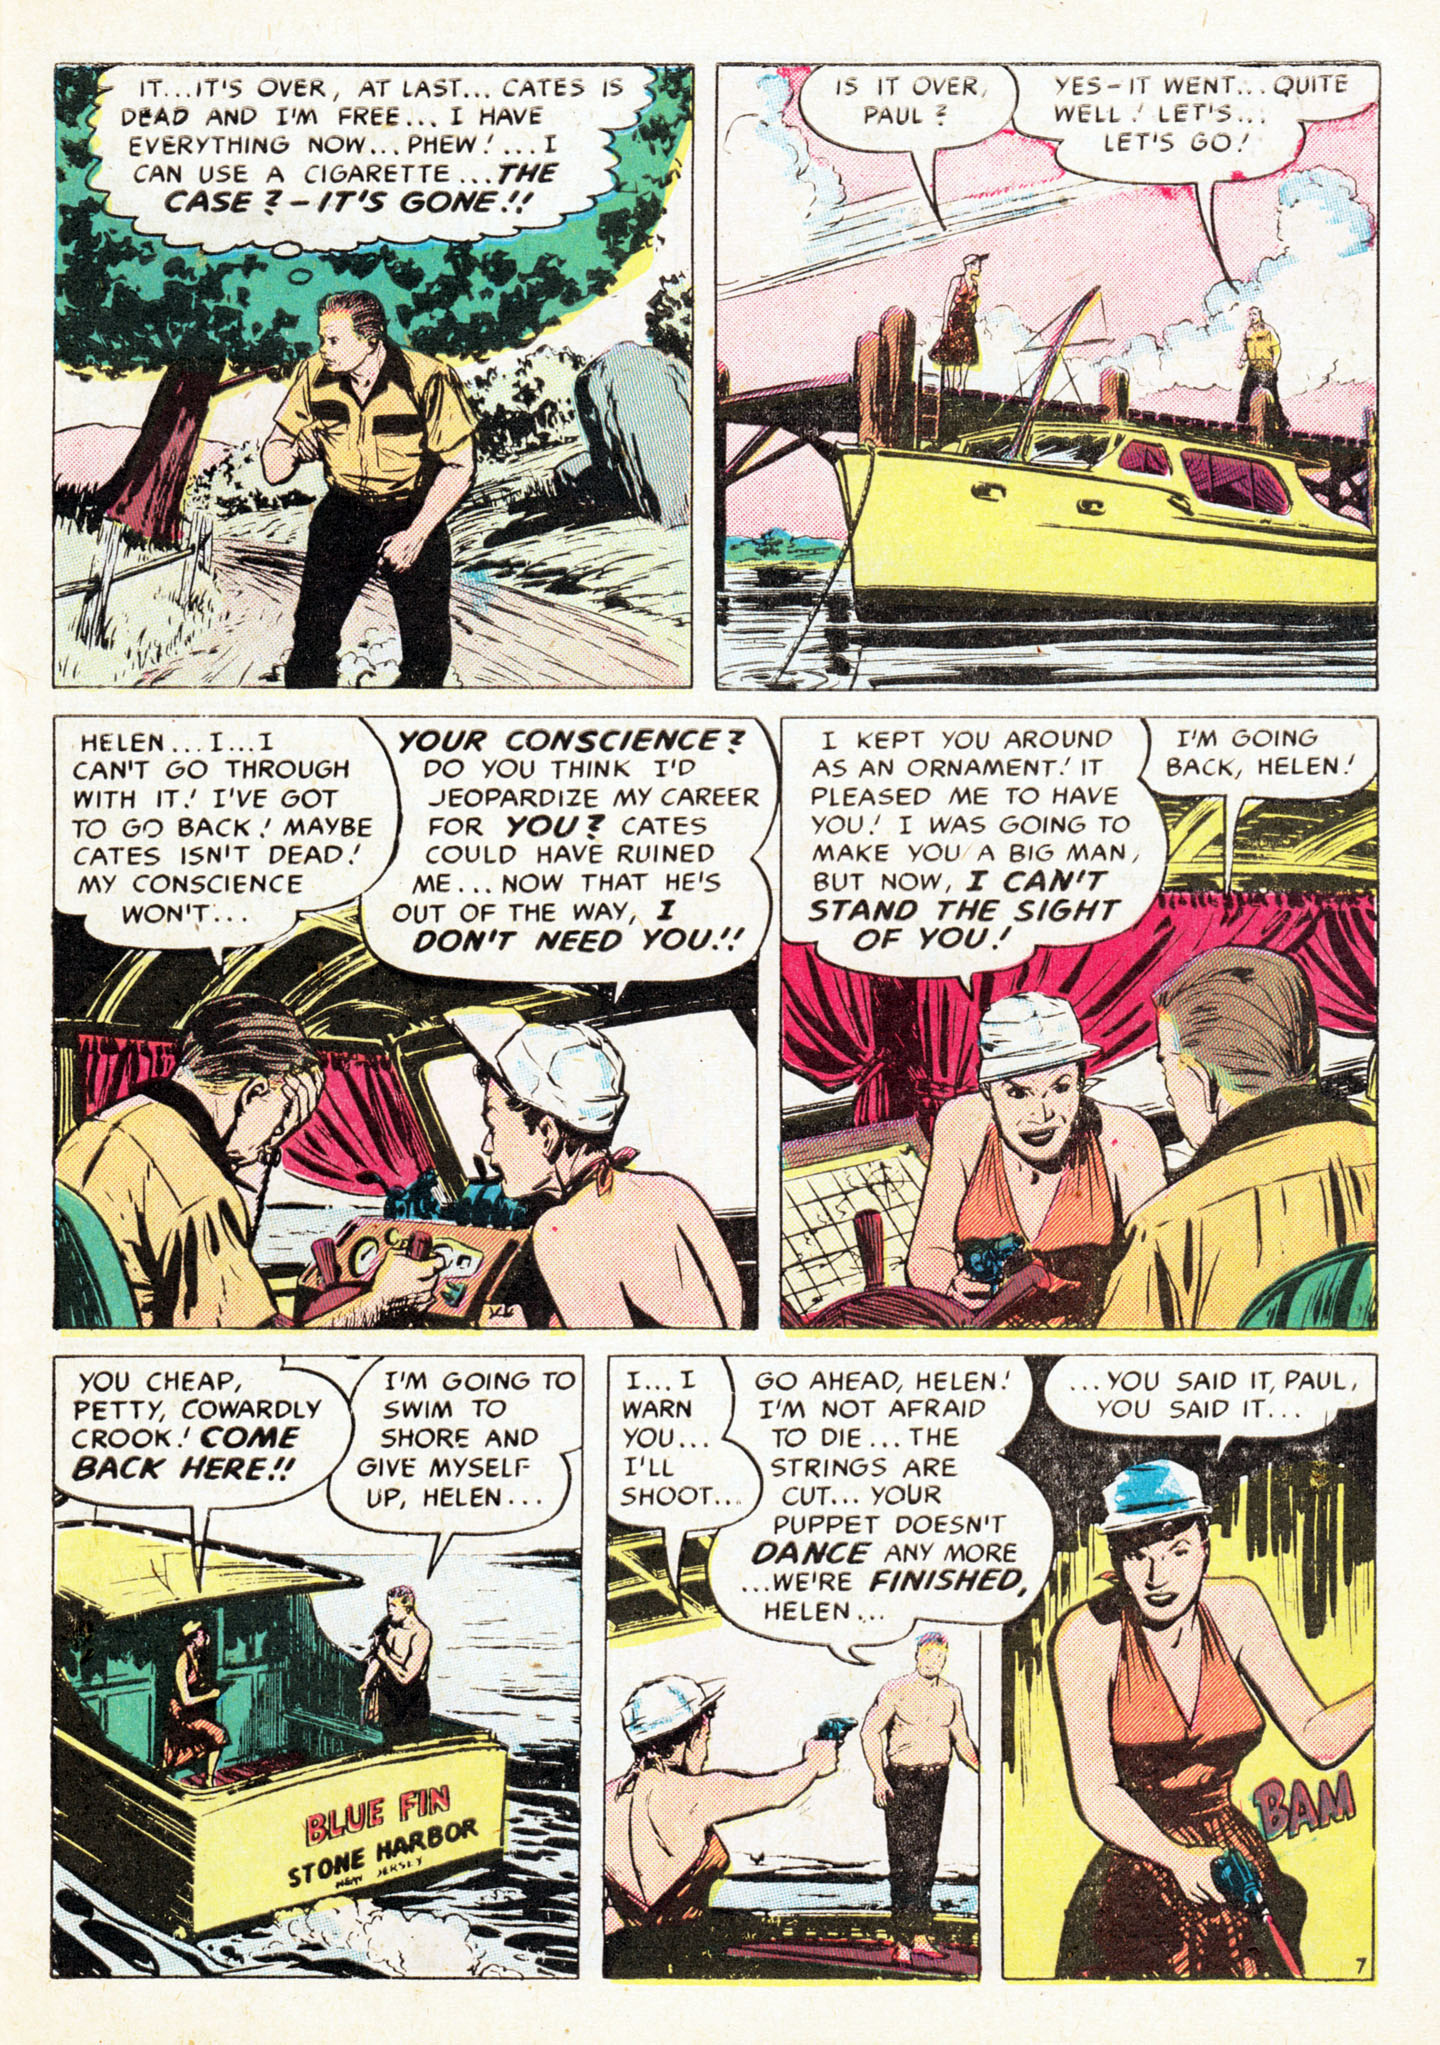 IT...IT'S OVER, AT LAST... CATES IS
DEAD AND I'M FREE... I HAVE
EVERYTHING NOW... PHEW!... I
CAN USE A CIGARETTE... THE
CASE? - IT'S GONE!!
IS IT OVER,
PAUL?
YES - IT WENT... QUITE
WELL! LET'S...
LET'S GO!
HELEN... I... I
CAN'T GO THROUGH
WITH IT! I'VE GOT
TO GO BACK! MAYBE
CATES ISN'T DEAD!
MY CONSCIENCE
WON'T...
YOUR CONSCIENCE?
DO YOU THINK I'D
JEOPARDIZE MY CAREER
FOR YOU? CATES
COULD HAVE RUINED
ME... NOW THAT HE'S
OUT OF THE WAY, I
DON'T NEED YOU!!
I KEPT YOU AROUND
AS AN ORNAMENT! IT
PLEASED ME TO HAVE
YOU! I WAS GOING TO
MAKE YOU A BIG MAN,
BUT NOW, I CAN'T
STAND THE SIGHT
OF YOU!
I'M GOING
BACK, HELEN!
YOU CHEAP,
PETTY, COWARDLY
CROOK! COME
BACK HERE!!
I'M GOING TO
SWIM TO
SHORE AND
GIVE MYSELF
UP, HELEN...
BLUE FIN
STONE HARBOR
NEW JERSEY
I... I
WARN
YOU...
I'LL
SHOOT...
GO AHEAD, HELEN!
I'M NOT AFRAID
TO DIE... THE
STRINGS ARE
CUT... YOUR
PUPPET DOESN'T
DANCE ANY MORE
...WE'RE FINISHED,
HELEN...
...YOU SAID IT, PAUL,
YOU SAID IT...
BAM
7